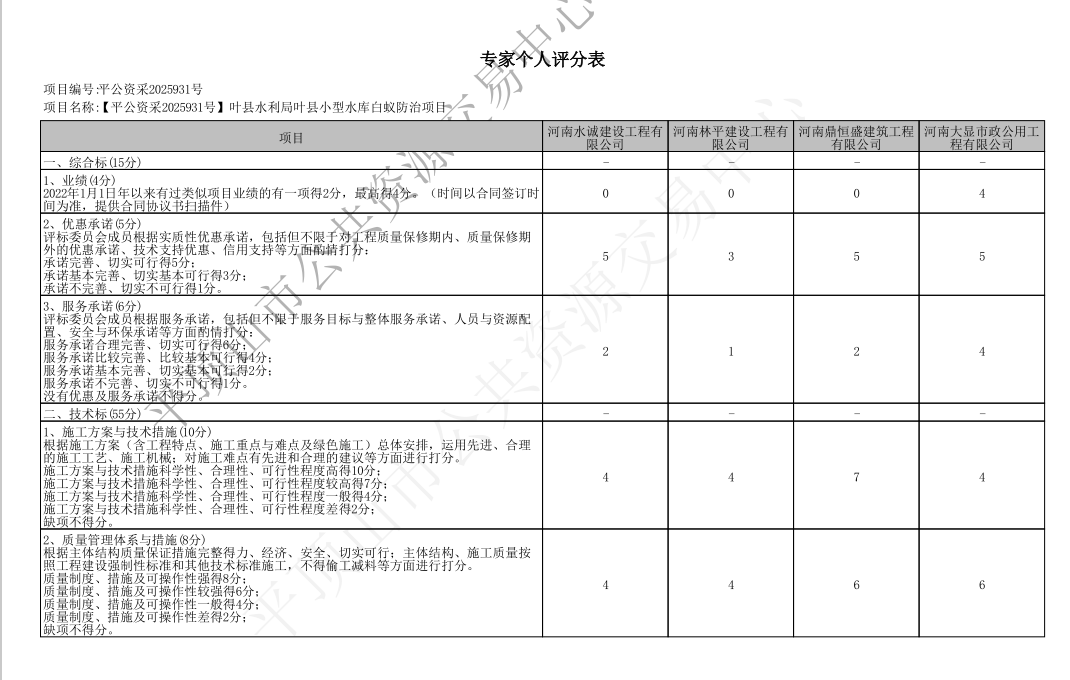 专家个人评分表
项目编号:平公资采2025931号
项目名称:【平公资采2025931号】叶县水利局叶县小型水库白蚁防治项目
项目 河南水诚建设工程有限公司 河南林平建设工程有限公司 河南鼎恒盛建筑工程有限公司 河南大显市政公用工程有限公司
一、综合标(15分) － － － －
1、业绩(4分)
2022年1月1日年以来有过类似项目业绩的有一项得2分，最高得4分。（时间以合同签订时
间为准，提供合同协议书扫描件）
0 0 0 4
2、优惠承诺(5分)
评标委员会成员根据实质性优惠承诺，包括但不限于对工程质量保修期内、质量保修期
外的优惠承诺、技术支持优惠、信用支持等方面酌情打分；
承诺完善、切实可行得5分；
承诺基本完善、切实基本可行得3分；
承诺不完善、切实不可行得1分。
5 3 5 5
3、服务承诺(6分)
评标委员会成员根据服务承诺，包括但不限于服务目标与整体服务承诺、人员与资源配
置、安全与环保承诺等方面酌情打分；
服务承诺合理完善、切实可行得6分；
服务承诺比较完善、比较基本可行得4分；
服务承诺基本完善、切实基本可行得2分；
服务承诺不完善、切实不可行得1分。
没有优惠及服务承诺不得分。
2 1 2 4
二、技术标(55分) － － － －
1、施工方案与技术措施(10分)
根据施工方案（含工程特点、施工重点与难点及绿色施工）总体安排，运用先进、合理
的施工工艺、施工机械；对施工难点有先进和合理的建议等方面进行打分。
施工方案与技术措施科学性、合理性、可行性程度高得10分；
施工方案与技术措施科学性、合理性、可行性程度较高得7分；
施工方案与技术措施科学性、合理性、可行性程度一般得4分；
施工方案与技术措施科学性、合理性、可行性程度差得2分；
缺项不得分。
4 4 7 4
2、质量管理体系与措施(8分)
根据主体结构质量保证措施完整得力、经济、安全、切实可行；主体结构、施工质量按
照工程建设强制性标准和其他技术标准施工，不得偷工减料等方面进行打分。
质量制度、措施及可操作性强得8分；
质量制度、措施及可操作性较强得6分；
质量制度、措施及可操作性一般得4分；
质量制度、措施及可操作性差得2分；
缺项不得分。
4 4 6 6
平顶山市公共资源交易中心
平顶山市公共资源交易中心